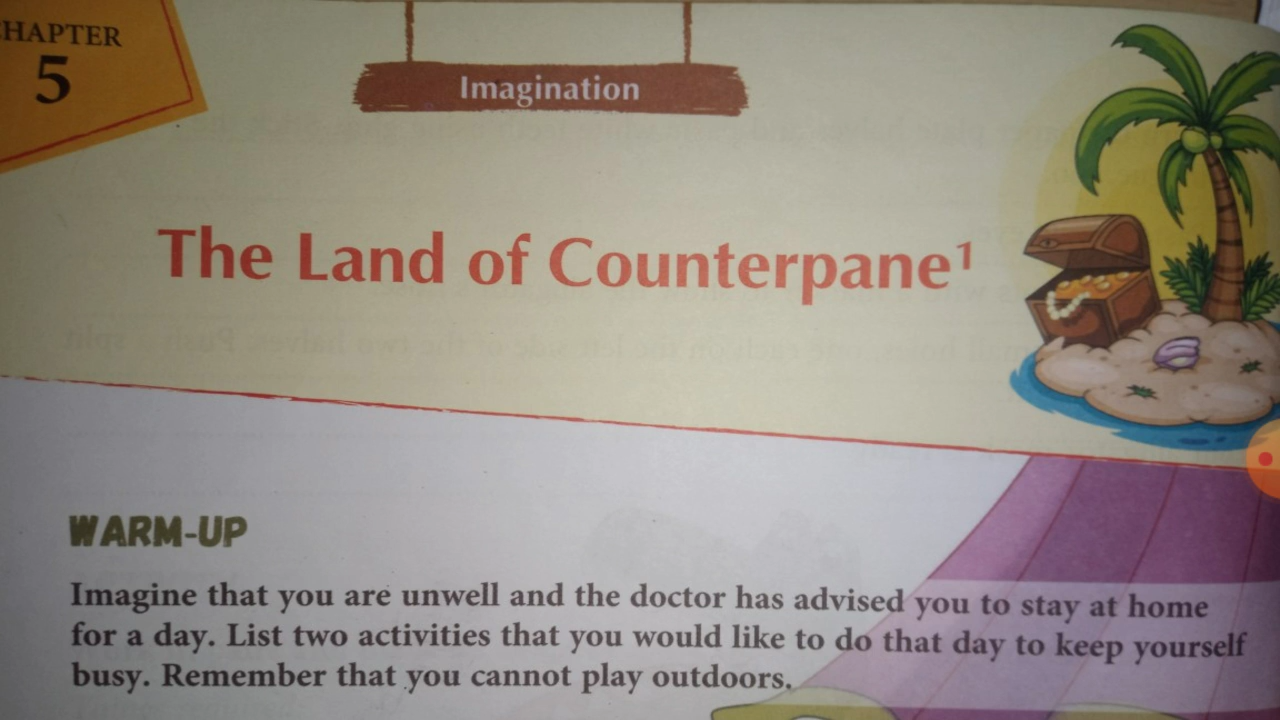 CHAPTER
5
Imagination
The Land of Counterpane¹
WARM-UP
Imagine that you are unwell and the doctor has advised you to stay at home
for a day. List two activities that you would like to do that day to keep yourself
busy. Remember that you cannot play outdoors.